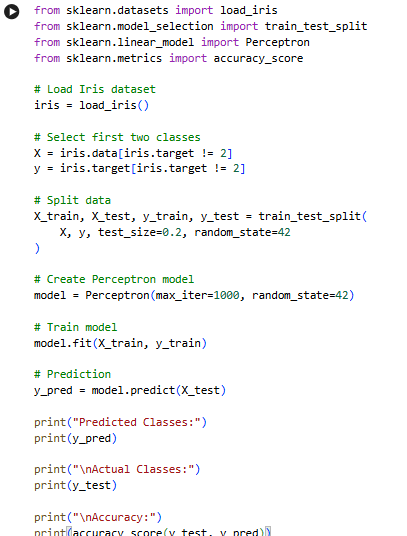 from sklearn.datasets import load_iris
from sklearn.model_selection import train_test_split
from sklearn.linear_model import Perceptron
from sklearn.metrics import accuracy_score

# Load Iris dataset
iris = load_iris()

# Select first two classes
X = iris.data[iris.target != 2]
y = iris.target[iris.target != 2]

# Split data
X_train, X_test, y_train, y_test = train_test_split(
    X, y, test_size=0.2, random_state=42
)

# Create Perceptron model
model = Perceptron(max_iter=1000, random_state=42)

# Train model
model.fit(X_train, y_train)

# Prediction
y_pred = model.predict(X_test)

print("Predicted Classes:")
print(y_pred)

print("\nActual Classes:")
print(y_test)

print("\nAccuracy:")
print(accuracy_score(y_test, y_pred))